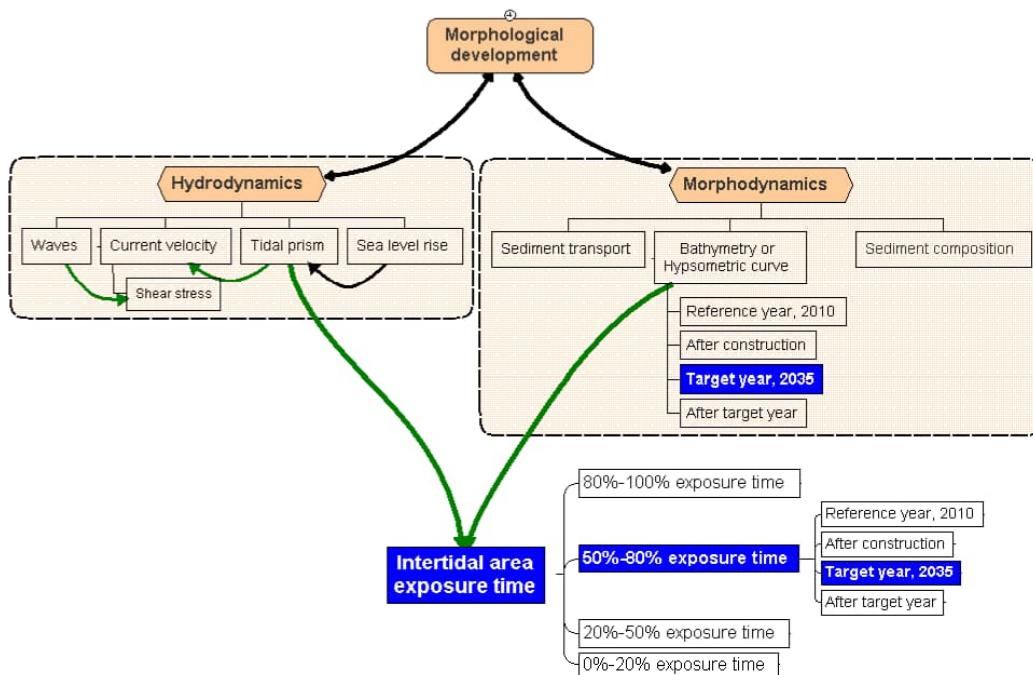 Morphological
development
Hydrodynamics
Waves
Current velocity
Tidal prism
Sea level rise
Shear stress
Morphodynamics
Sediment transport
Bathymetry or
Hypsometric curve
Sediment composition
Reference year, 2010
After construction
Target year, 2035
After target year
Intertidal area
exposure time
80%-100% exposure time
50%-80% exposure time
Reference year, 2010
After construction
Target year, 2035
After target year
20%-50% exposure time
0%-20% exposure time